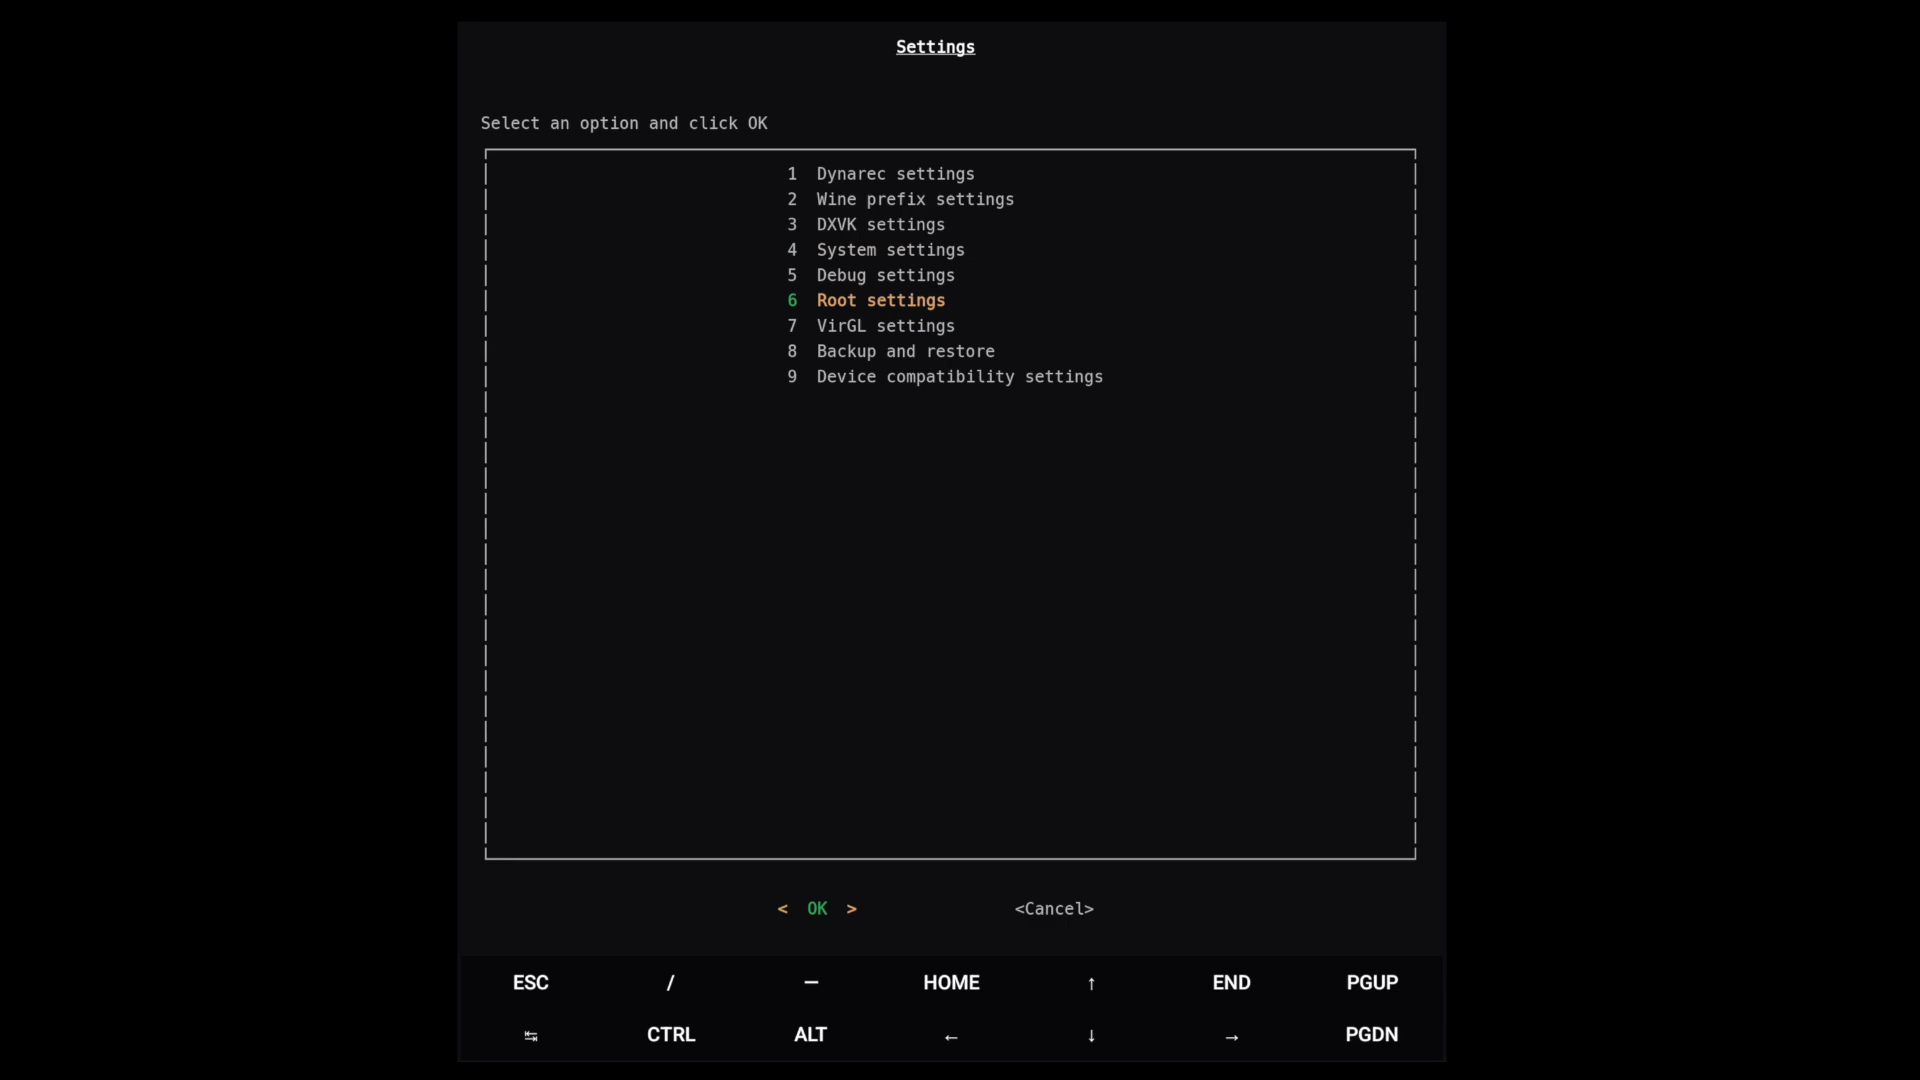 Settings
Select an option and click OK
1 Dynarec settings
2 Wine prefix settings
3 DXVK settings
4 System settings
5 Debug settings
6 Root settings
7 VirGL settings
8 Backup and restore
9 Device compatibility settings
< OK > <Cancel>
ESC / — HOME ↑ END PGUP
↹ CTRL ALT ← ↓ → PGDN